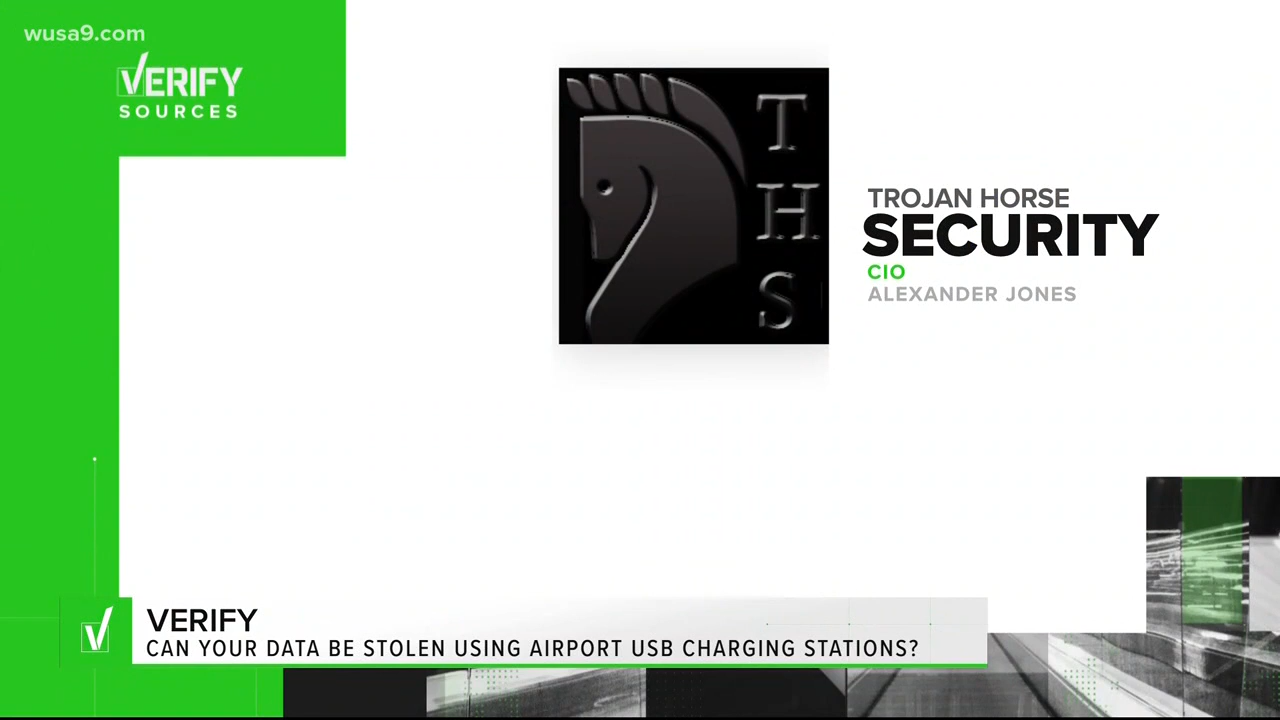 wusa9.com
VERIFY
SOURCES
T
H
S
TROJAN HORSE
SECURITY
CIO
ALEXANDER JONES
VERIFY
CAN YOUR DATA BE STOLEN USING AIRPORT USB CHARGING STATIONS?